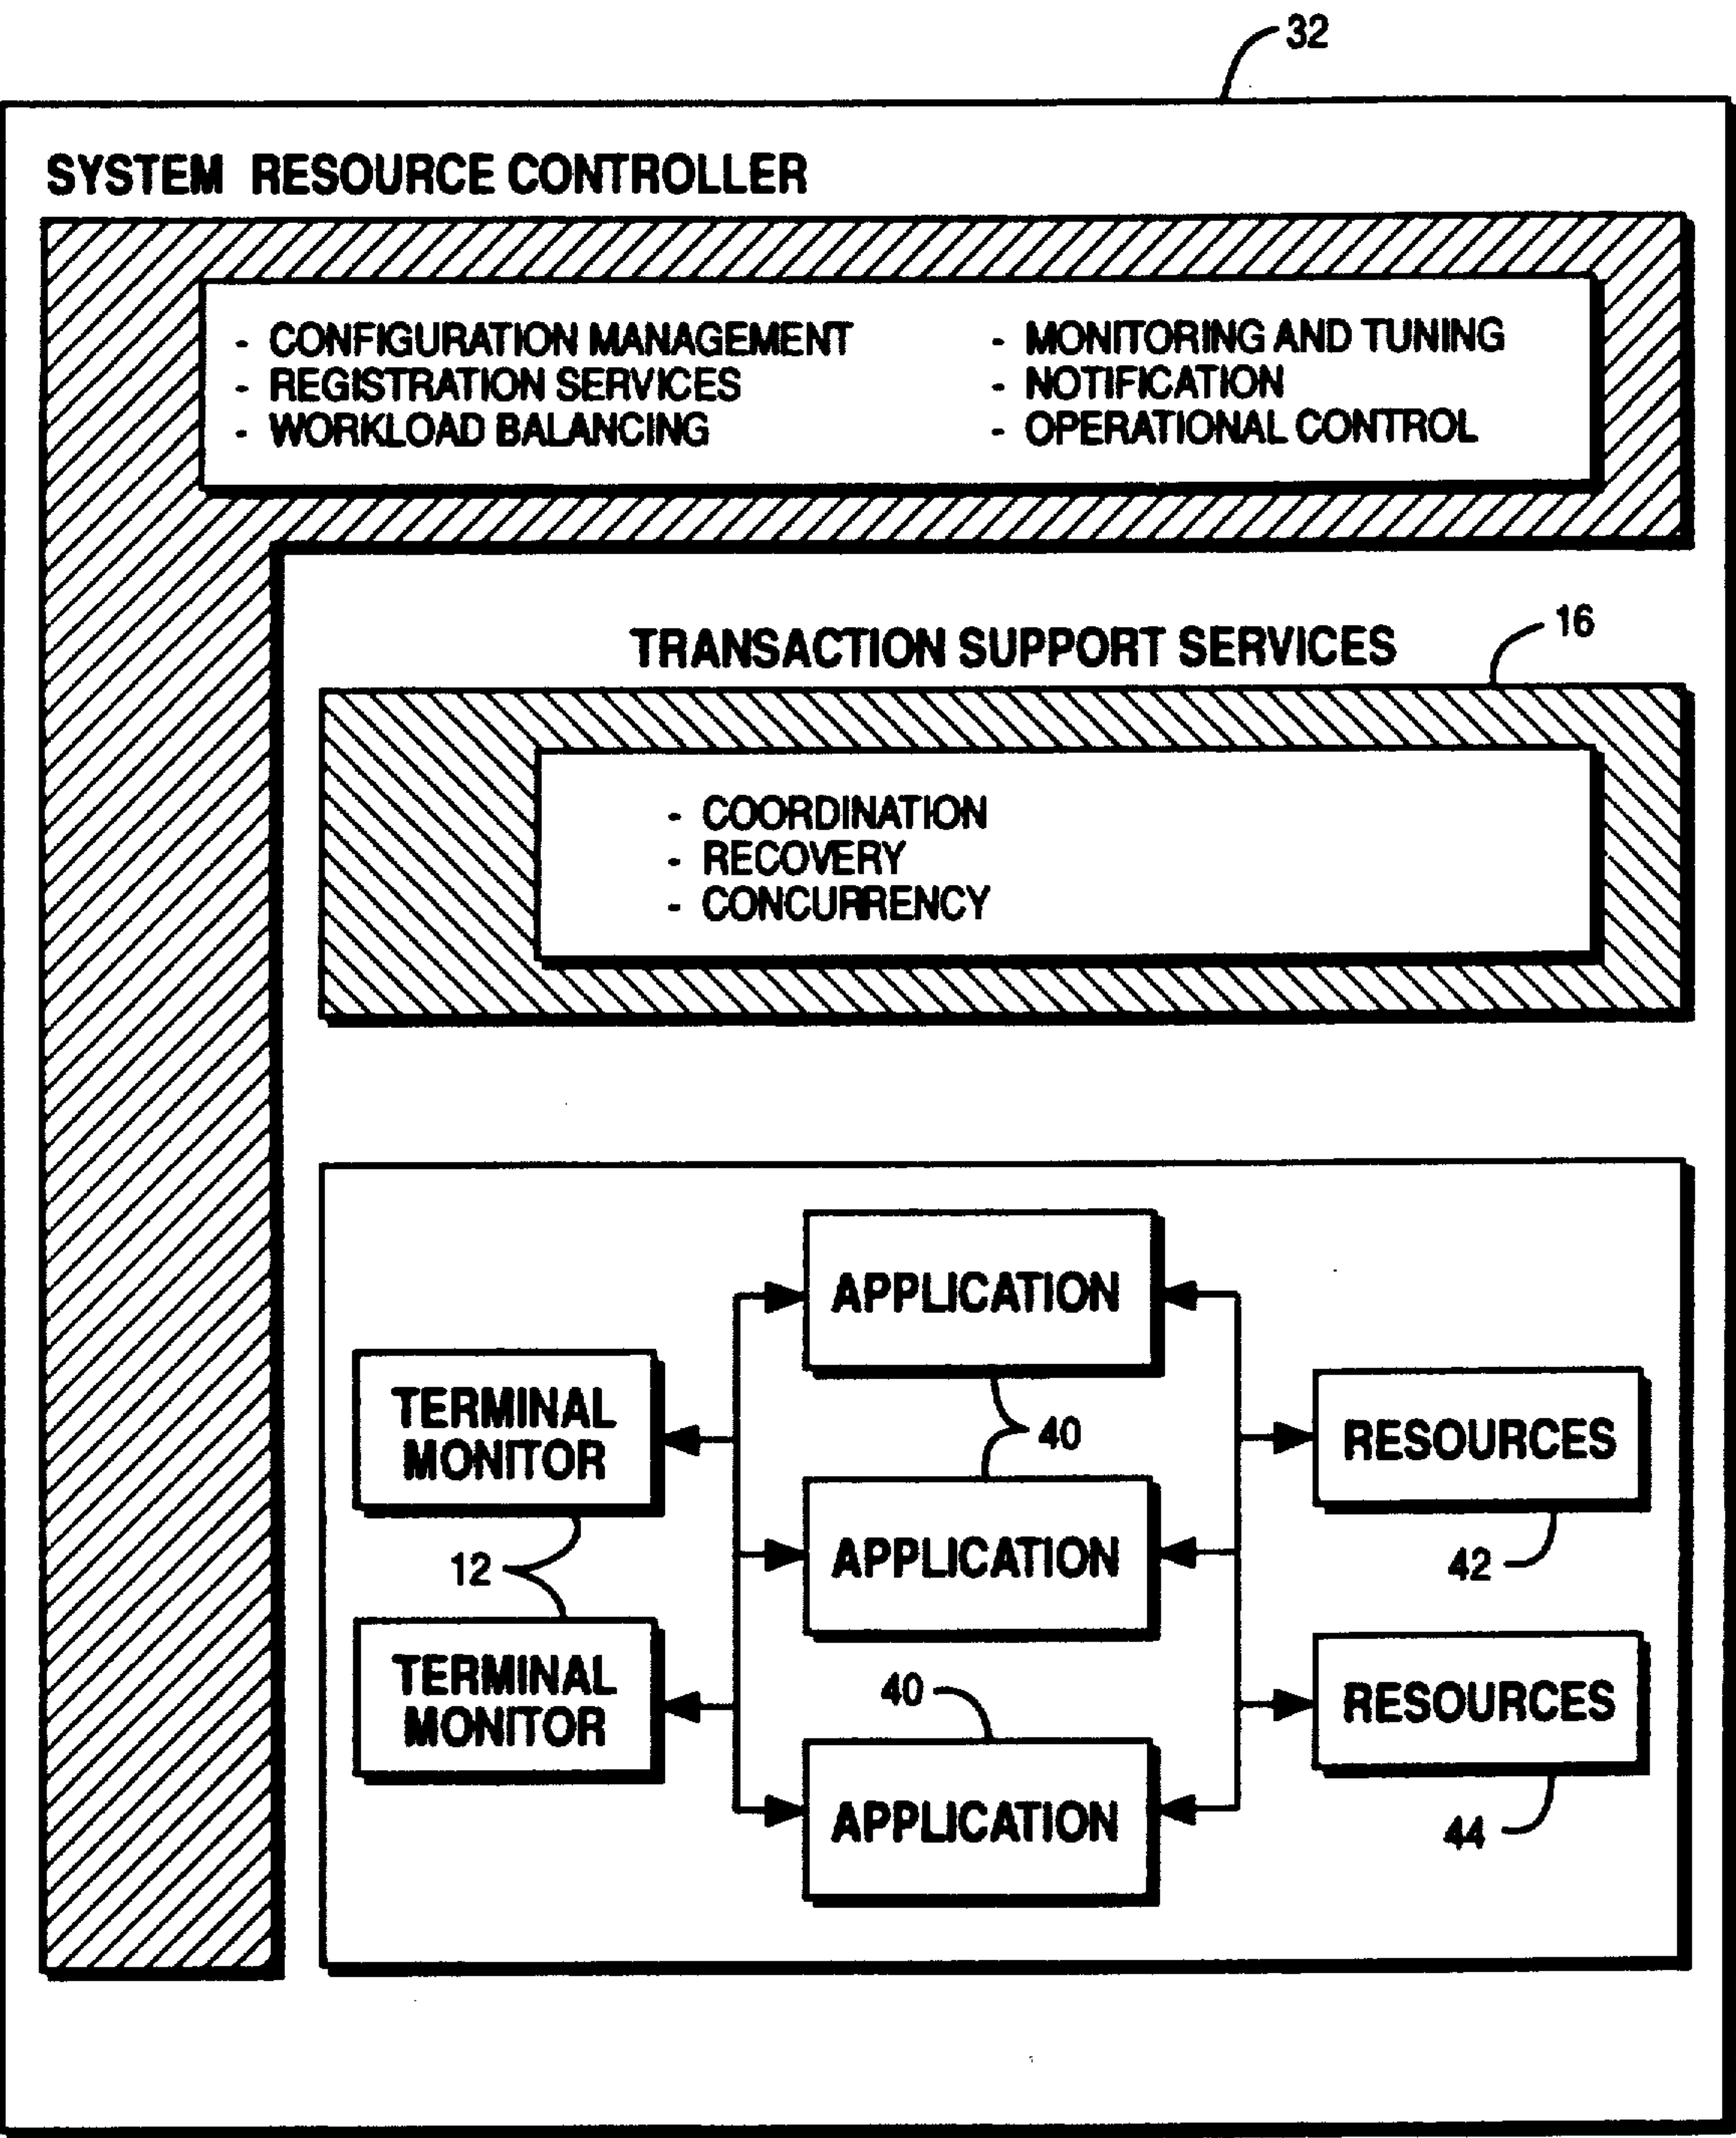 32
SYSTEM RESOURCE CONTROLLER
- CONFIGURATION MANAGEMENT
- REGISTRATION SERVICES
- WORKLOAD BALANCING
- MONITORING AND TUNING
- NOTIFICATION
- OPERATIONAL CONTROL
TRANSACTION SUPPORT SERVICES
16
- COORDINATION
- RECOVERY
- CONCURRENCY
APPLICATION
TERMINAL
MONITOR
40
RESOURCES
12
APPLICATION
42
TERMINAL
MONITOR
40
RESOURCES
APPLICATION
44